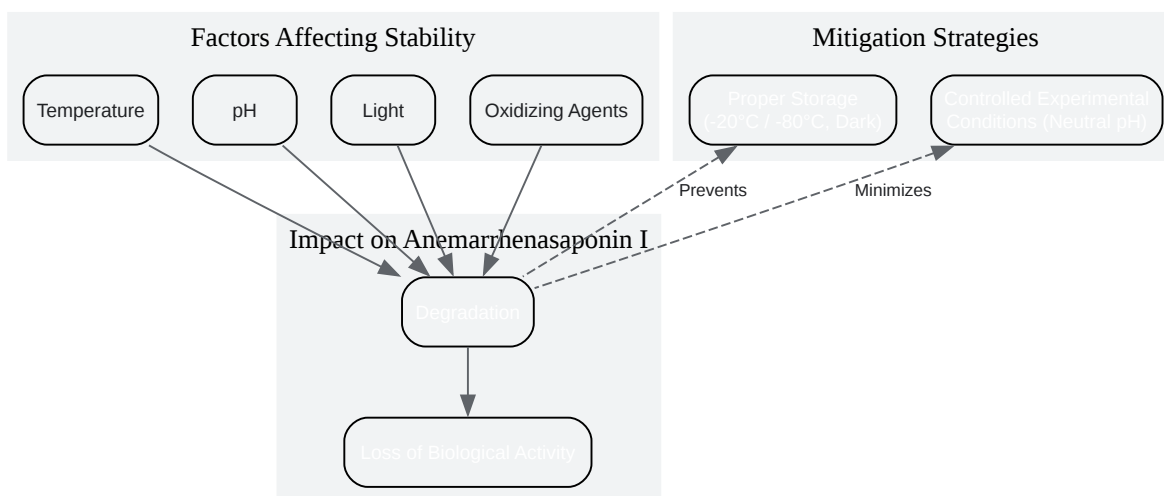 Factors Affecting Stability
Mitigation Strategies
Temperature
pH
Light
Oxidizing Agents
Proper Storage
(-20°C / -80°C, Dark)
Controlled Experimental
Conditions (Neutral pH)
Prevents
Minimizes
Impact on Anemarrhenasaponin I
Degradation
Loss of Biological Activity